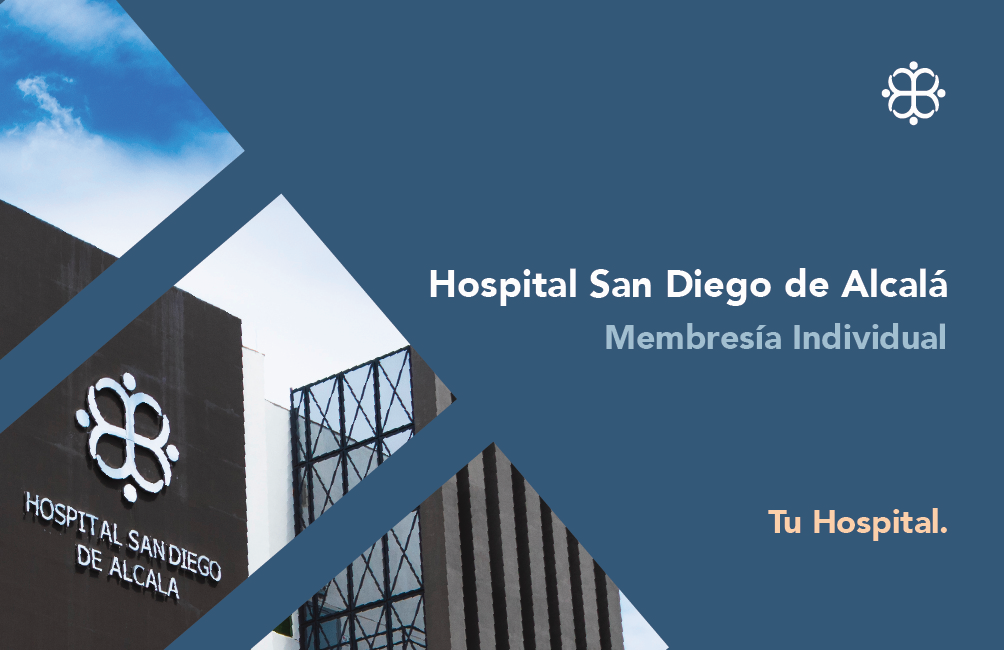 Hospital San Diego de Alcalá
Membresía Individual
Tu Hospital.
HOSPITAL SAN DIEGO
DE ALCALA